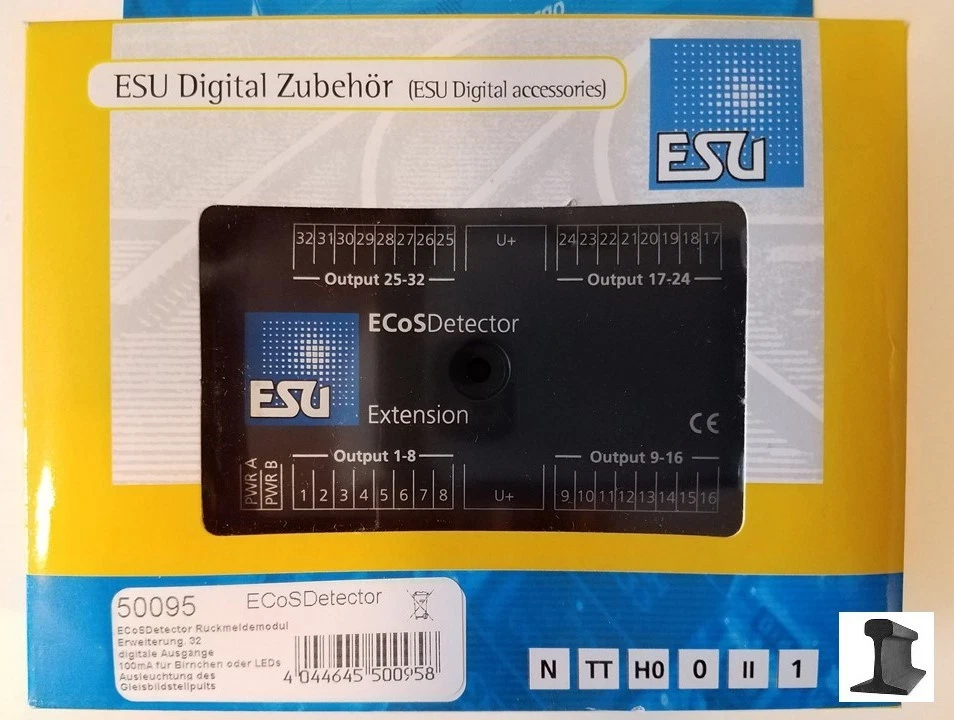 ESU Digital Zubehör (ESU Digital accessories)
ESU
32 31 30 29 28 27 26 25 U+ 24 23 22 21 20 19 18 17
Output 25-32 Output 17-24
ECoSDetector
ESU
Extension
CE
Output 1-8 Output 9-16
PWR A
PWR B
1 2 3 4 5 6 7 8 U+ 9 10 11 12 13 14 15 16
50095 ECoSDetector
ECoSDetector Rückmeldemodul
Erweiterung. 32
digitale Ausgänge
100mA für Birnchen oder LEDs
Ausleuchtung des
Gleisbildstellpults
4 044645 500958
N TT H0 0 II 1